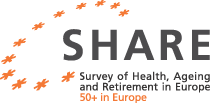 SHARE
Survey of Health, Ageing
and Retirement in Europe
50+ in Europe